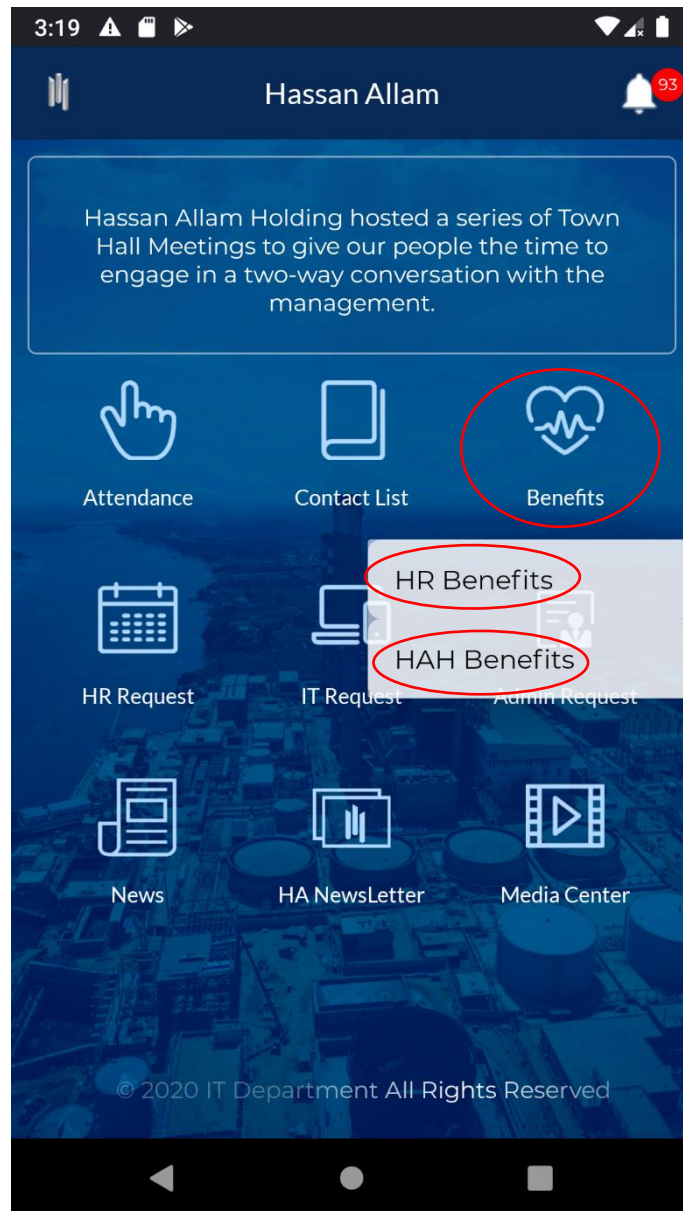 3:19
Hassan Allam
93
Hassan Allam Holding hosted a series of Town
Hall Meetings to give our people the time to
engage in a two-way conversation with the
management.
Attendance
Contact List
Benefits
HR Benefits
HAH Benefits
HR Request
IT Request
Admin Request
News
HA NewsLetter
Media Center
© 2020 IT Department All Rights Reserved